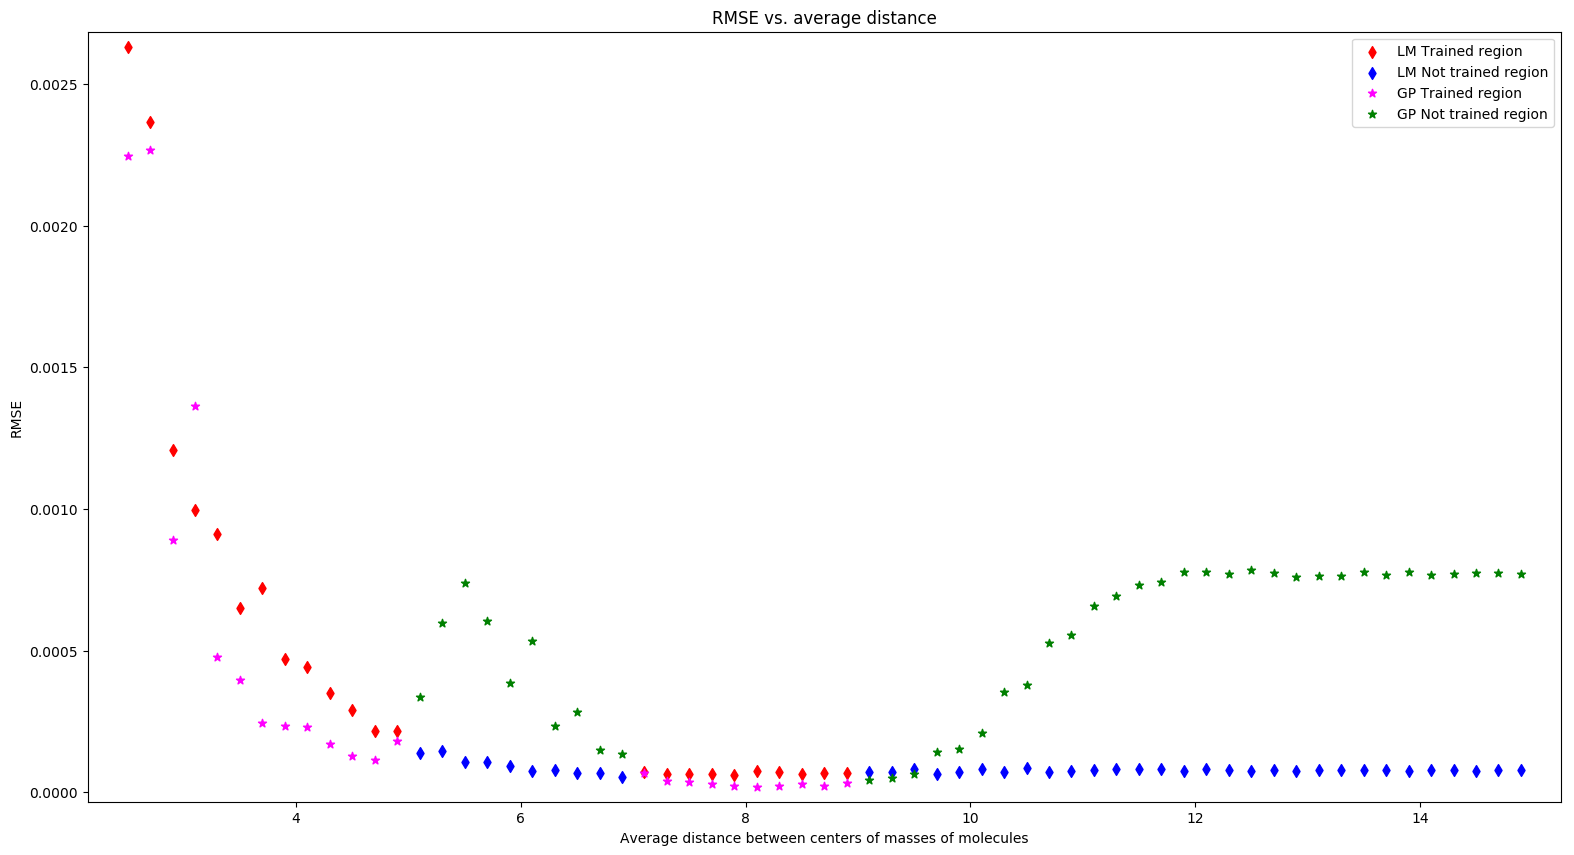 RMSE vs. average distance
LM Trained region
LM Not trained region
GP Trained region
GP Not trained region
RMSE
0.0025
0.0020
0.0015
0.0010
0.0005
0.0000
4 6 8 10 12 14
Average distance between centers of masses of molecules